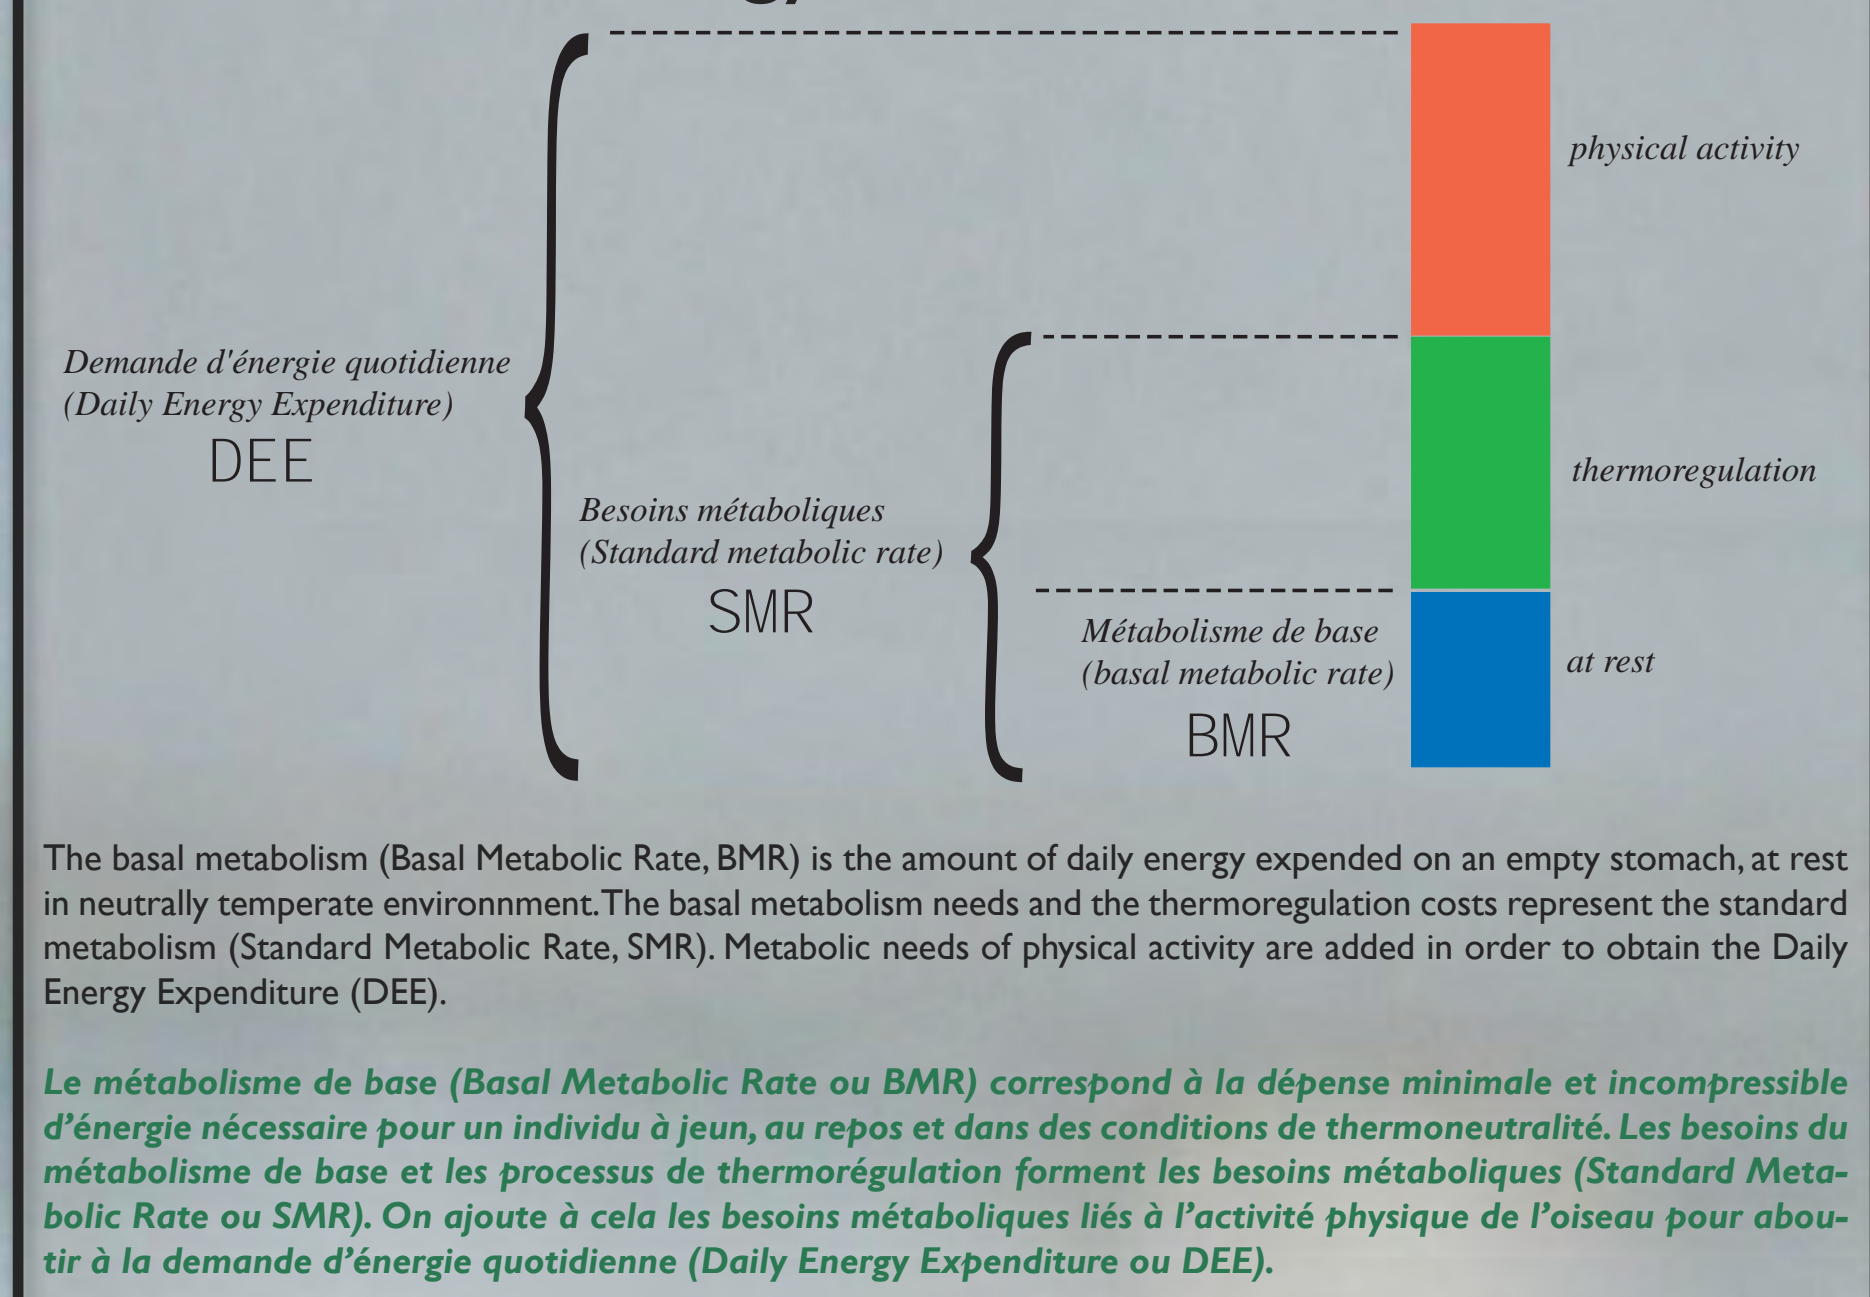 physical activity
Demande d'énergie quotidienne
(Daily Energy Expenditure)
DEE
thermoregulation
Besoins métaboliques
(Standard metabolic rate)
SMR
Métabolisme de base
(basal metabolic rate)
BMR
at rest
The basal metabolism (Basal Metabolic Rate, BMR) is the amount of daily energy expended on an empty stomach, at rest
in neutrally temperate environnment. The basal metabolism needs and the thermoregulation costs represent the standard
metabolism (Standard Metabolic Rate, SMR). Metabolic needs of physical activity are added in order to obtain the Daily
Energy Expenditure (DEE).
Le métabolisme de base (Basal Metabolic Rate ou BMR) correspond à la dépense minimale et incompressible
d’énergie nécessaire pour un individu à jeun, au repos et dans des conditions de thermoneutralité. Les besoins du
métabolisme de base et les processus de thermorégulation forment les besoins métaboliques (Standard Meta-
bolic Rate ou SMR). On ajoute à cela les besoins métaboliques liés à l’activité physique de l’oiseau pour abou-
tir à la demande d’énergie quotidienne (Daily Energy Expenditure ou DEE).